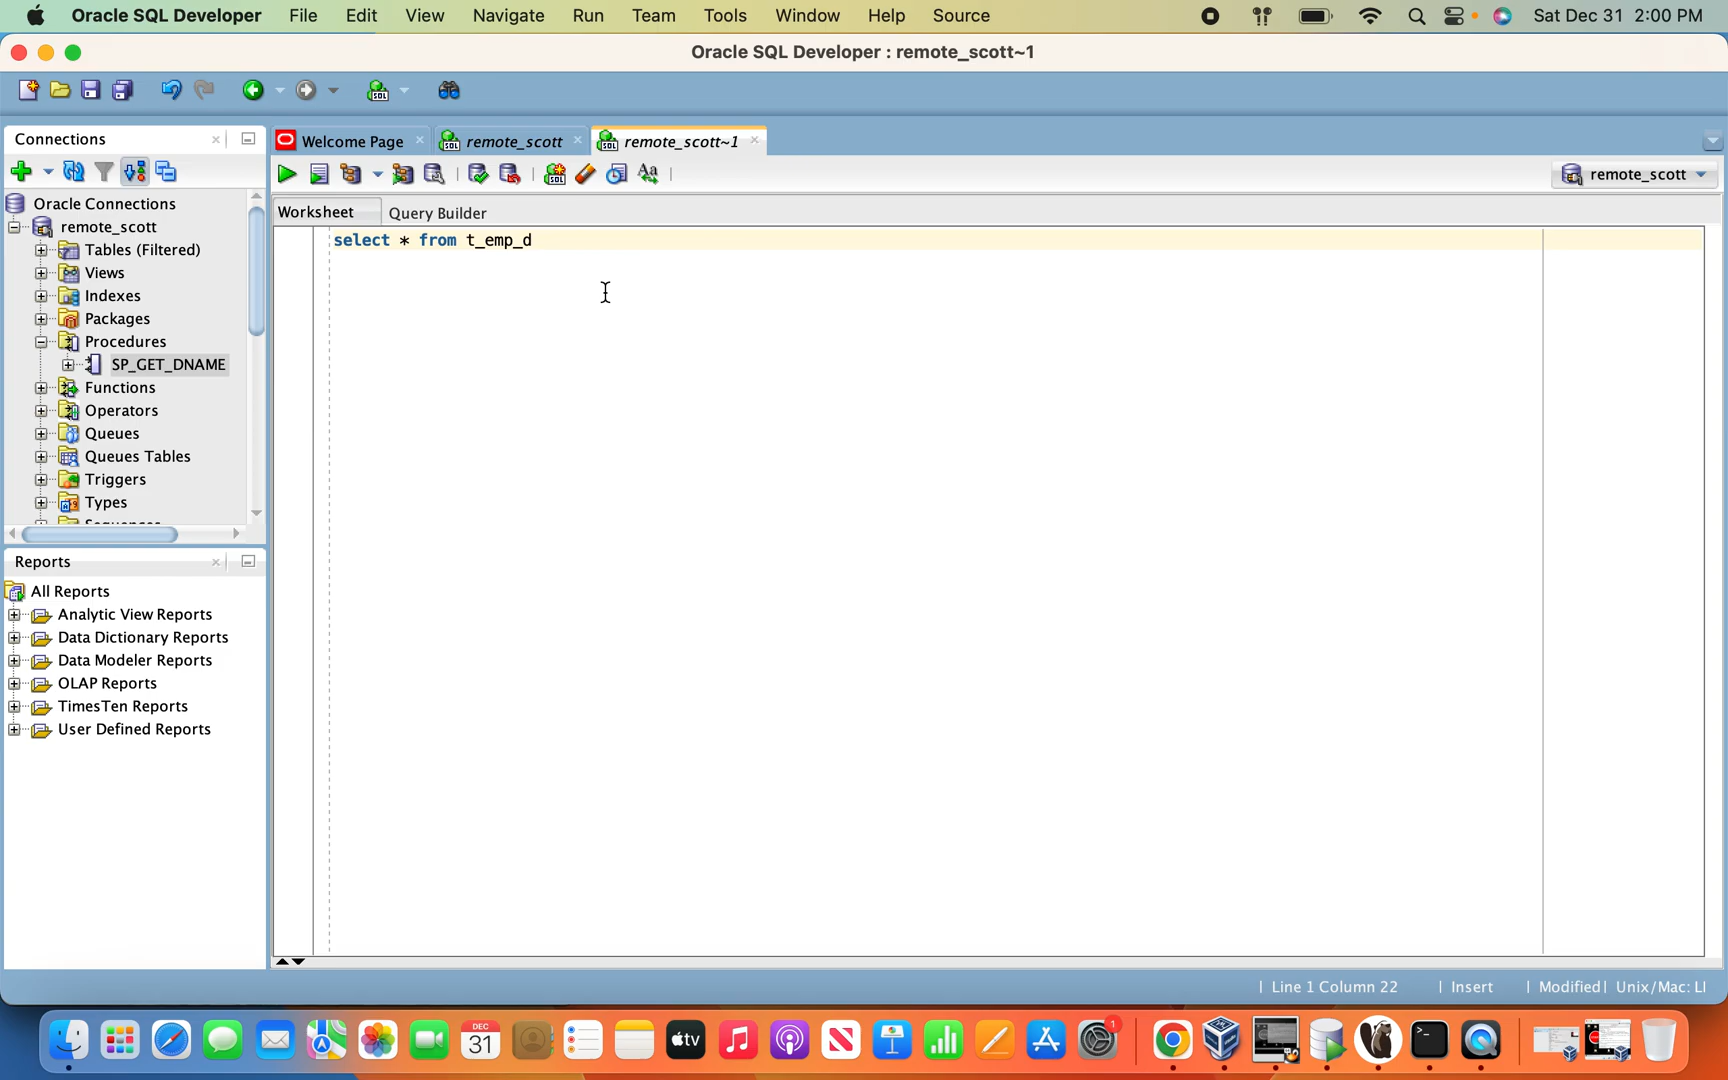 Oracle SQL Developer File Edit View Navigate Run Team Tools Window Help Source Sat Dec 31 2:00 PM
Oracle SQL Developer : remote_scott~1
Connections
Welcome Page
remote_scott
remote_scott~1
remote_scott
Worksheet
Query Builder
select * from t_emp_d
Oracle Connections
remote_scott
Tables (Filtered)
Views
Indexes
Packages
Procedures
SP_GET_DNAME
Functions
Operators
Queues
Queues Tables
Triggers
Types
Sequences
Reports
All Reports
Analytic View Reports
Data Dictionary Reports
Data Modeler Reports
OLAP Reports
TimesTen Reports
User Defined Reports
| Line 1 Column 22 | Insert | Modified| Unix/Mac: LI
DEC
31
tv
1